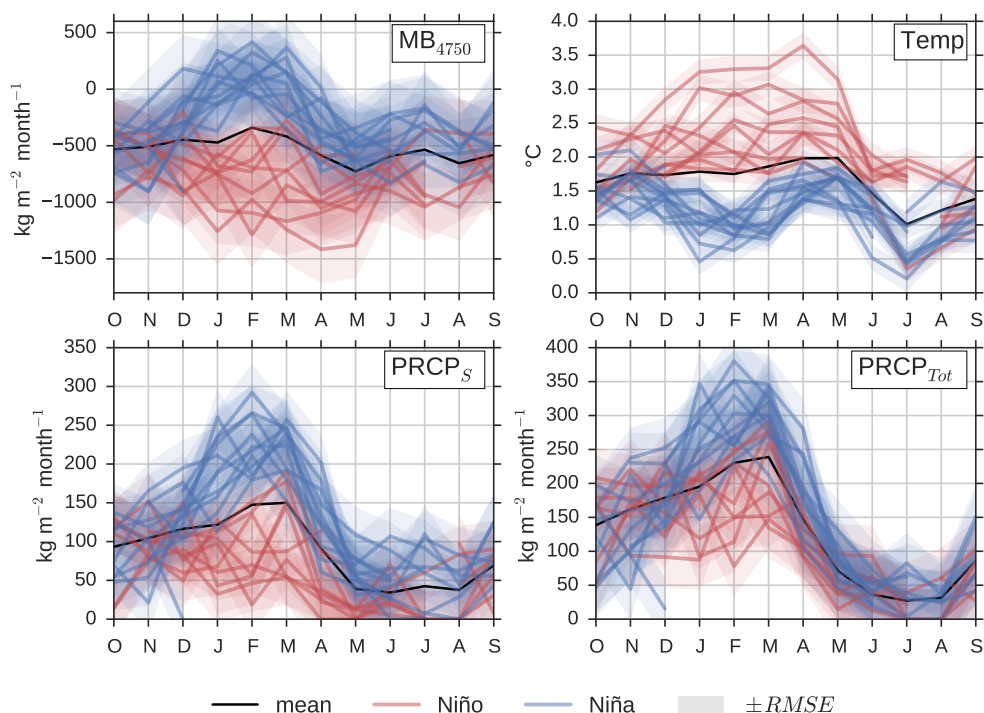 MB4750
kg m−2 month−1
500
0
−500
−1000
−1500
O N D J F M A M J J A S
Temp
°C
4.0
3.5
3.0
2.5
2.0
1.5
1.0
0.5
0.0
O N D J F M A M J J A S
PRCPS
kg m−2 month−1
350
300
250
200
150
100
50
0
O N D J F M A M J J A S
PRCPTot
kg m−2 month−1
400
350
300
250
200
150
100
50
0
O N D J F M A M J J A S
mean Niño Niña ±RMSE